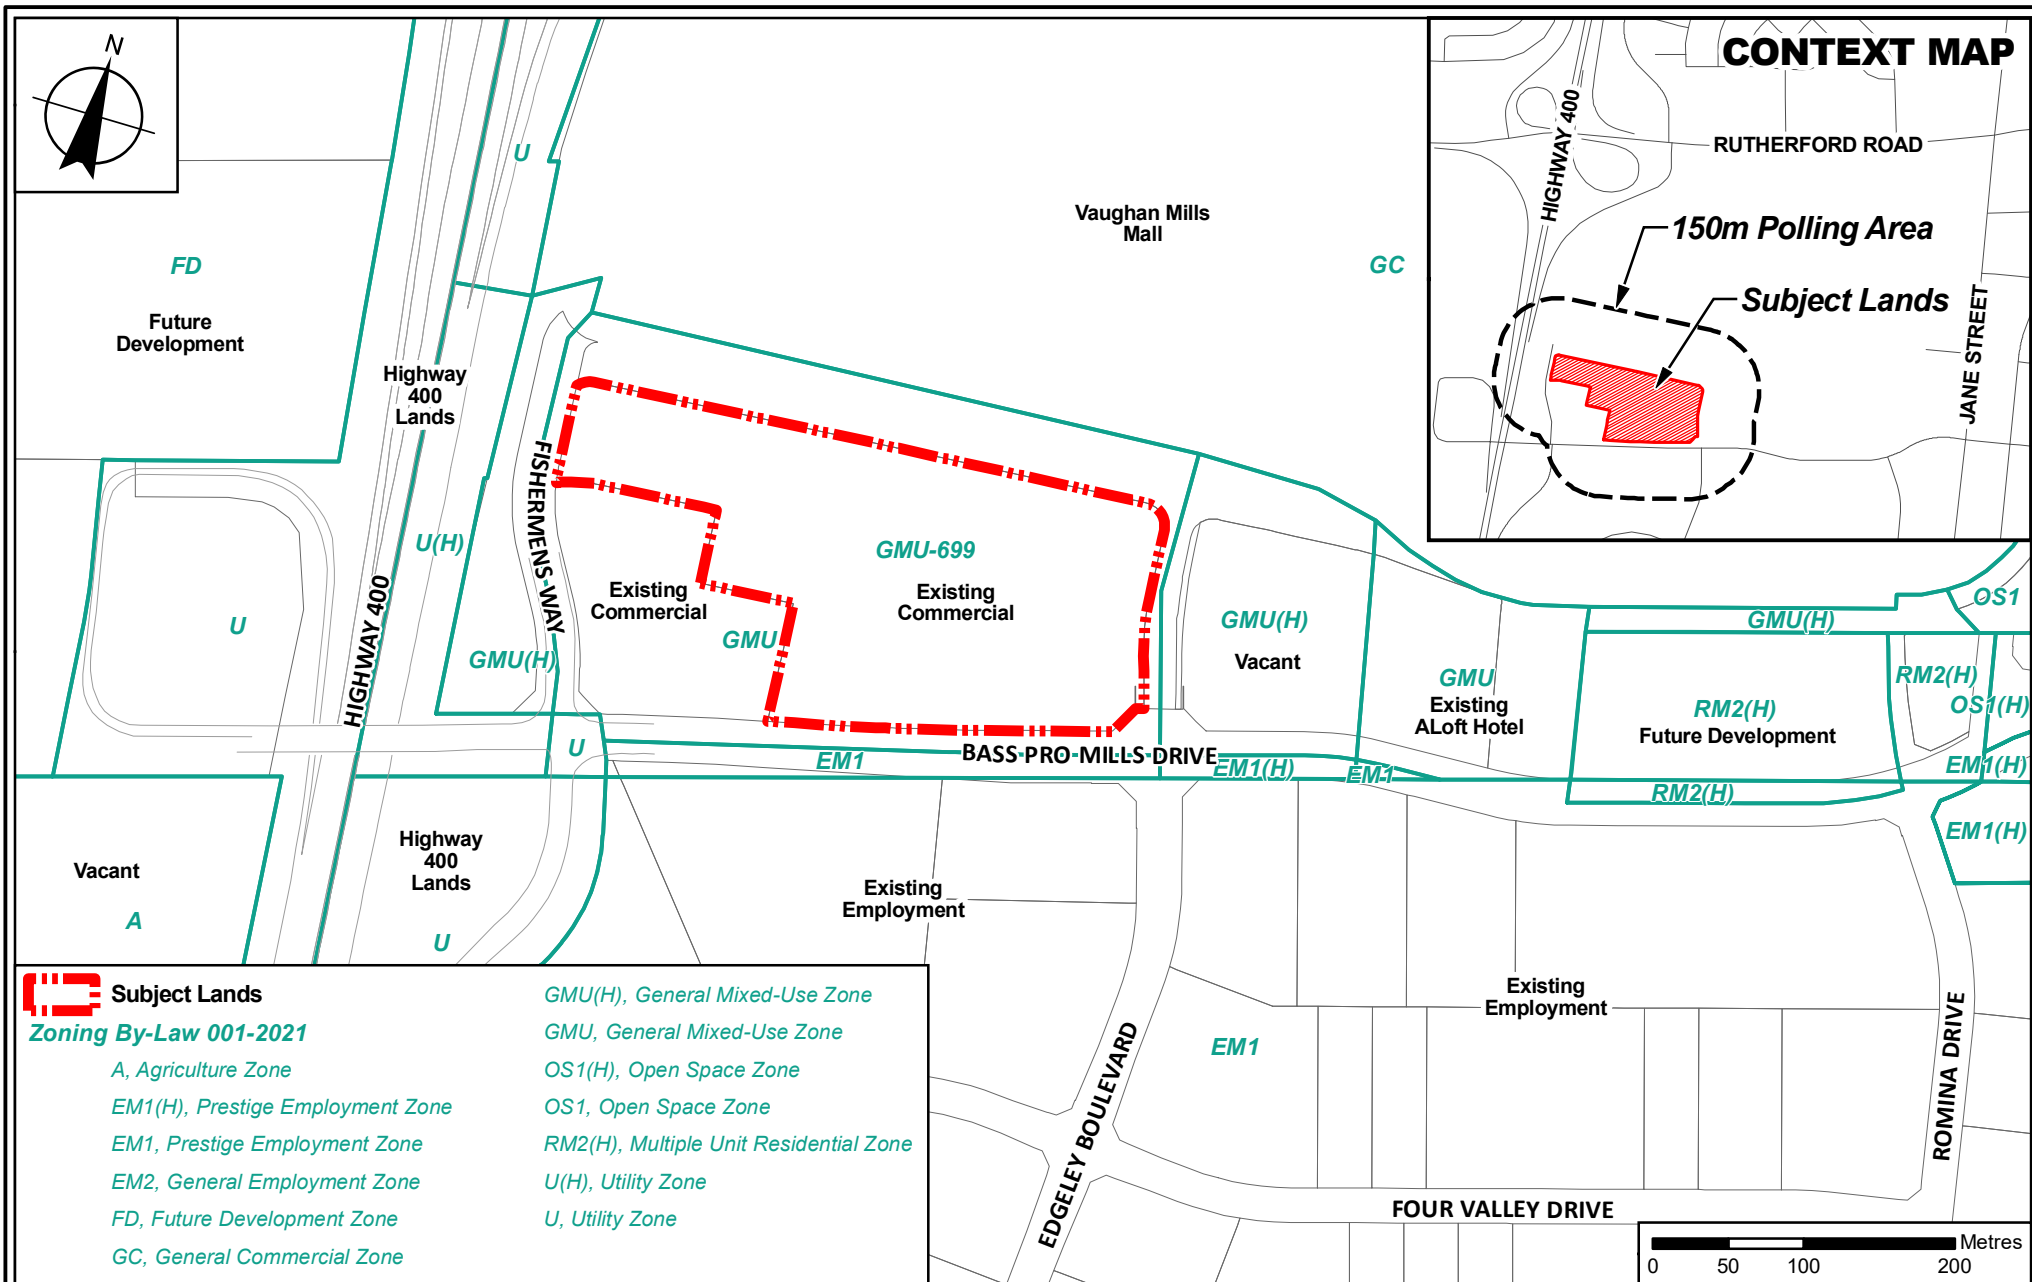 N
CONTEXT MAP
HIGHWAY 400
RUTHERFORD ROAD
150m Polling Area
Subject Lands
JANE STREET
U
Vaughan Mills
Mall
GC
FD
Future
Development
Highway
400
Lands
FISHERMENS WAY
U(H)
GMU-699
Existing
Commercial
Existing
Commercial
GMU
GMU(H)
U
HIGHWAY 400
GMU(H)
Vacant
GMU
Existing
ALoft Hotel
GMU(H)
OS1
RM2(H)
Future Development
RM2(H)
OS1(H)
U
EM1
BASS PRO MILLS DRIVE
EM1(H)
EM1
EM1(H)
RM2(H)
EM1(H)
Vacant
A
Highway
400
Lands
U
Existing
Employment
Existing
Employment
EM1
EDGELEY BOULEVARD
ROMINA DRIVE
FOUR VALLEY DRIVE
Subject Lands
Zoning By-Law 001-2021
A, Agriculture Zone
EM1(H), Prestige Employment Zone
EM1, Prestige Employment Zone
EM2, General Employment Zone
FD, Future Development Zone
GC, General Commercial Zone
GMU(H), General Mixed-Use Zone
GMU, General Mixed-Use Zone
OS1(H), Open Space Zone
OS1, Open Space Zone
RM2(H), Multiple Unit Residential Zone
U(H), Utility Zone
U, Utility Zone
Metres
0 50 100 200